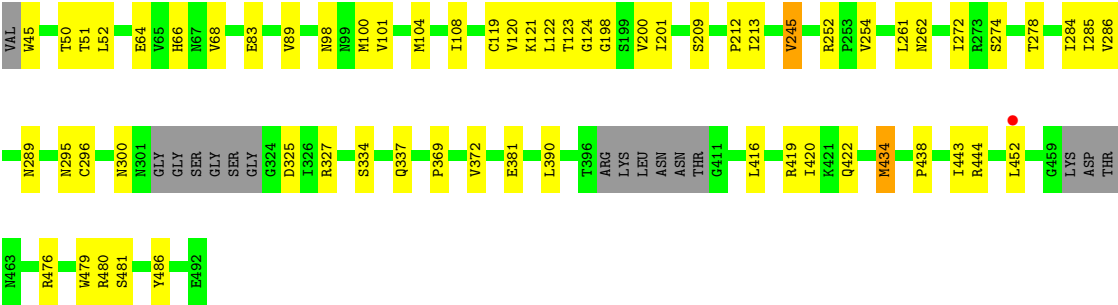 VAL W45 T50 T51 L52 E64 V65 H66 N67 V68 E83 V89 N98 N99 M100 V101 M104 I108 C119 V120 K121 L122 T123 G124 G198 S199 V200 I201 S209 P212 I213 V245 R252 P253 V254 L261 N262 I272 R273 S274 T278 I284 I285 V286
N289 N295 C296 N300 N301 GLY GLY SER GLY SER GLY G324 D325 I326 R327 S334 Q337 P369 V372 E381 L390 T396 ARG LYS LEU ASN ASN THR G411 L416 R419 I420 K421 Q422 M434 P438 I443 R444 L452 G459 LYS ASP THR
N463 R476 W479 R480 S481 Y486 E492